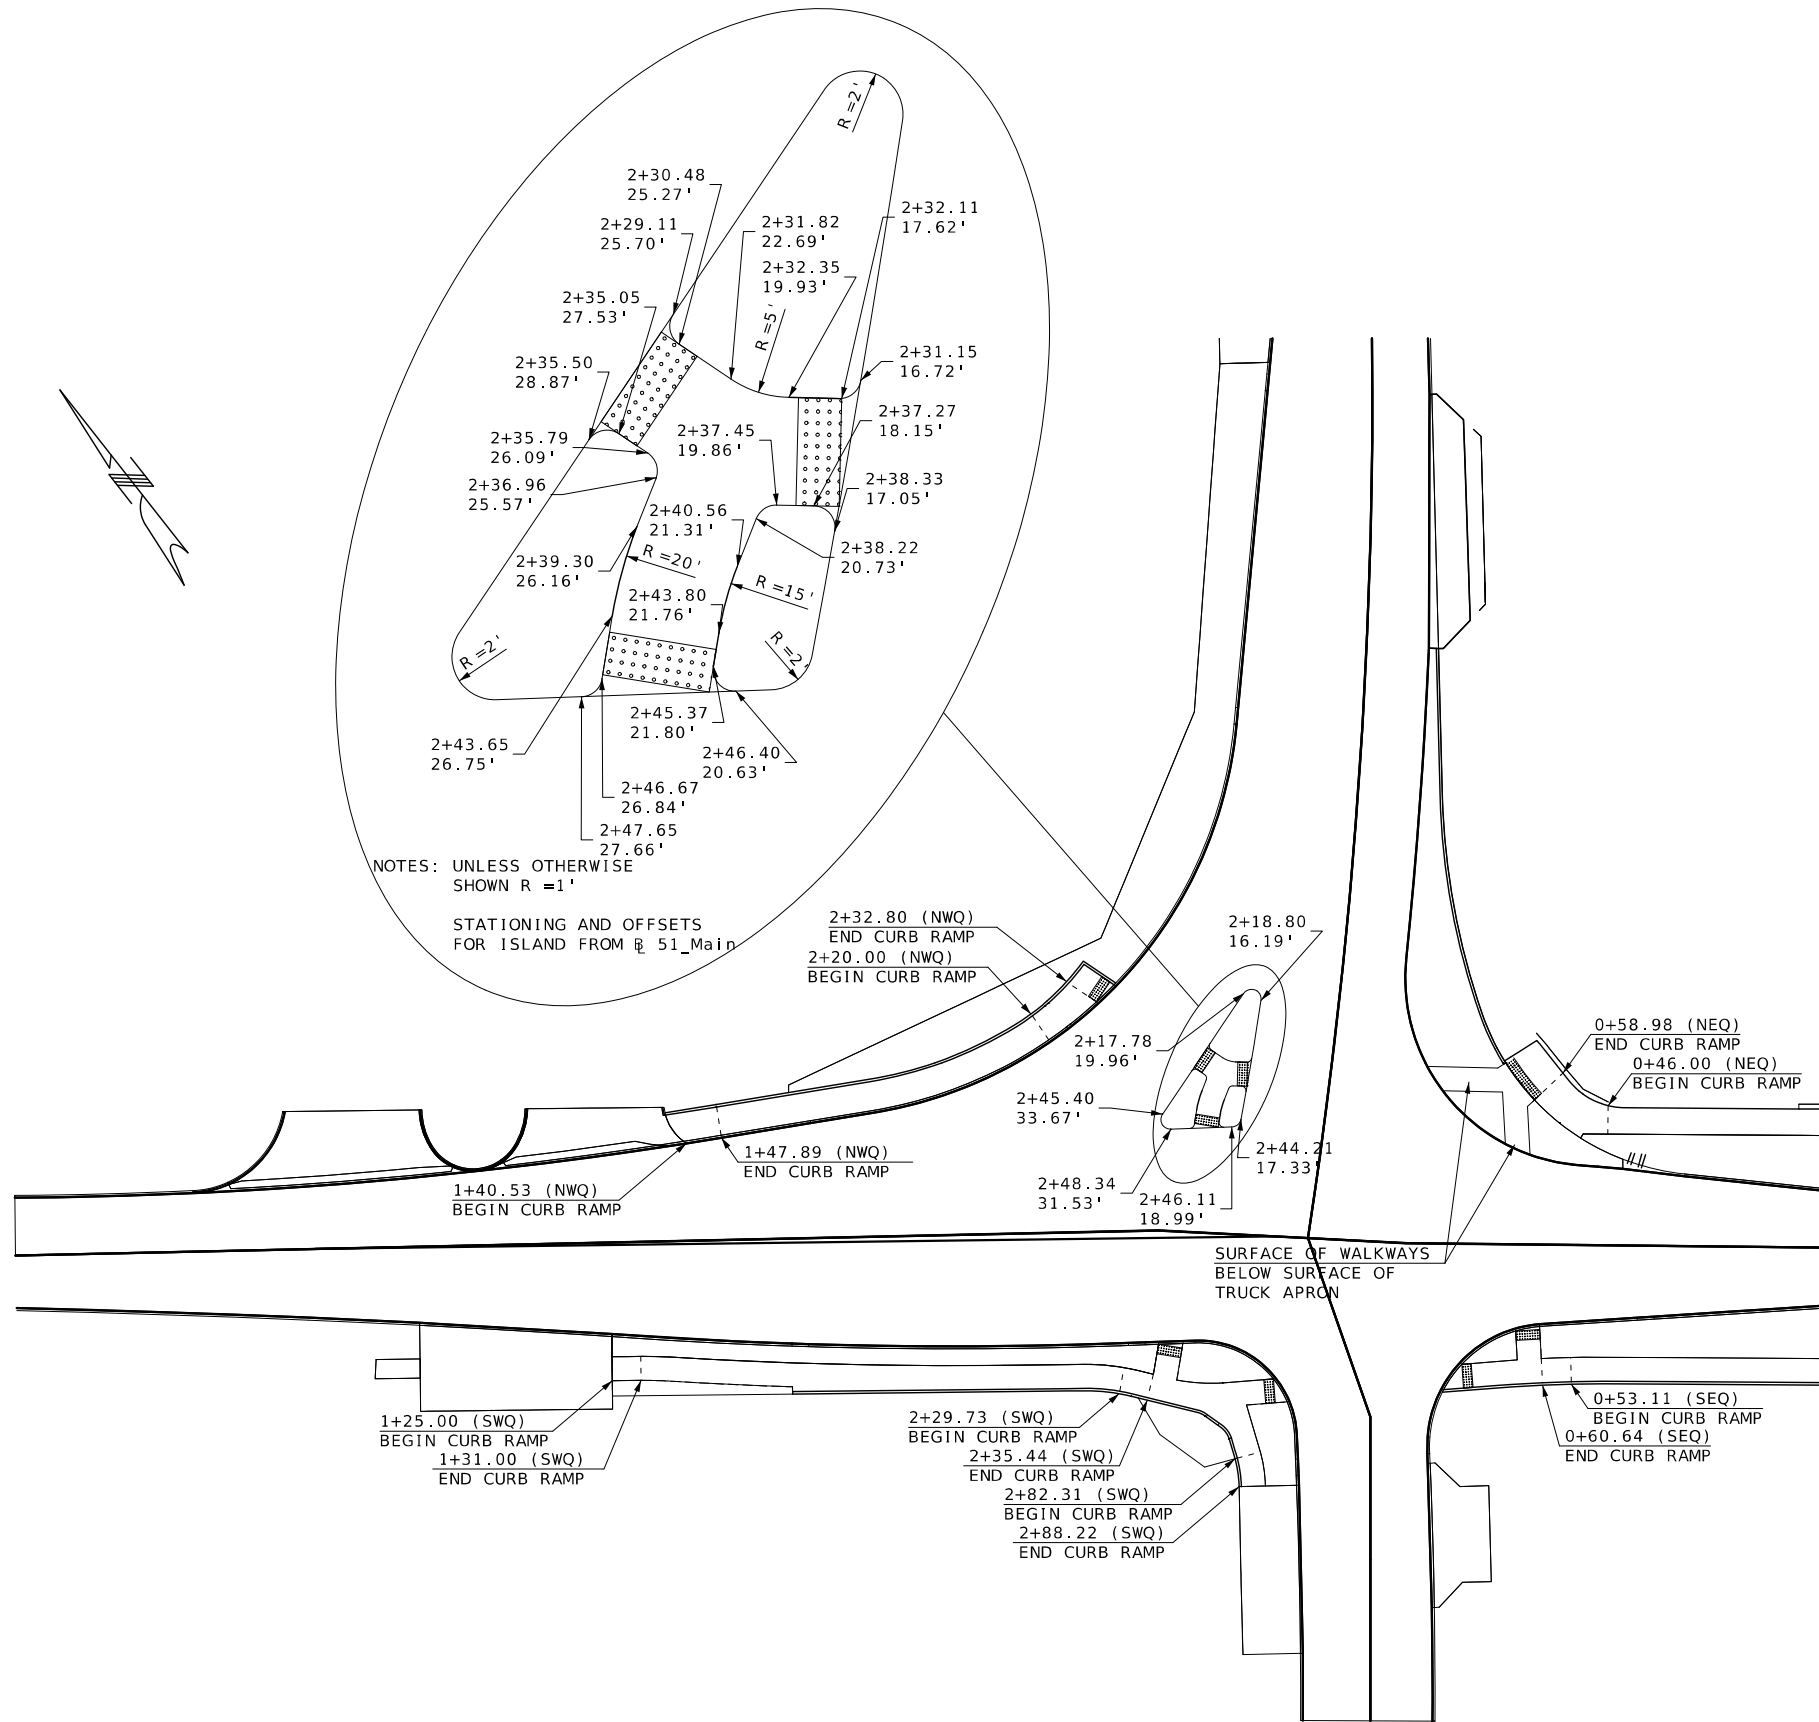 R =2'
2+30.48
25.27'
2+29.11
25.70'
2+31.82
22.69'
2+32.11
17.62'
2+32.35
19.93'
2+35.05
27.53'
R =5'
2+35.50
28.87'
2+31.15
16.72'
2+37.27
18.15'
2+37.45
19.86'
2+35.79
26.09'
2+36.96
25.57'
2+38.33
17.05'
2+40.56
21.31'
2+38.22
20.73'
2+39.30
26.16'
R =20'
R =15'
2+43.80
21.76'
R =2'
R =2'
2+45.37
21.80'
2+43.65
26.75'
2+46.40
20.63'
2+46.67
26.84'
2+47.65
27.66'
NOTES: UNLESS OTHERWISE
SHOWN R =1'
STATIONING AND OFFSETS
FOR ISLAND FROM BL 51_Main
2+32.80 (NWQ)
END CURB RAMP
2+20.00 (NWQ)
BEGIN CURB RAMP
2+18.80
16.19'
2+17.78
19.96'
0+58.98 (NEQ)
END CURB RAMP
0+46.00 (NEQ)
BEGIN CURB RAMP
2+45.40
33.67'
1+47.89 (NWQ)
END CURB RAMP
2+44.21
17.33'
1+40.53 (NWQ)
BEGIN CURB RAMP
2+48.34
31.53'
2+46.11
18.99'
SURFACE OF WALKWAYS
BELOW SURFACE OF
TRUCK APRON
1+25.00 (SWQ)
BEGIN CURB RAMP
1+31.00 (SWQ)
END CURB RAMP
2+29.73 (SWQ)
BEGIN CURB RAMP
2+35.44 (SWQ)
END CURB RAMP
2+82.31 (SWQ)
BEGIN CURB RAMP
2+88.22 (SWQ)
END CURB RAMP
0+53.11 (SEQ)
BEGIN CURB RAMP
0+60.64 (SEQ)
END CURB RAMP